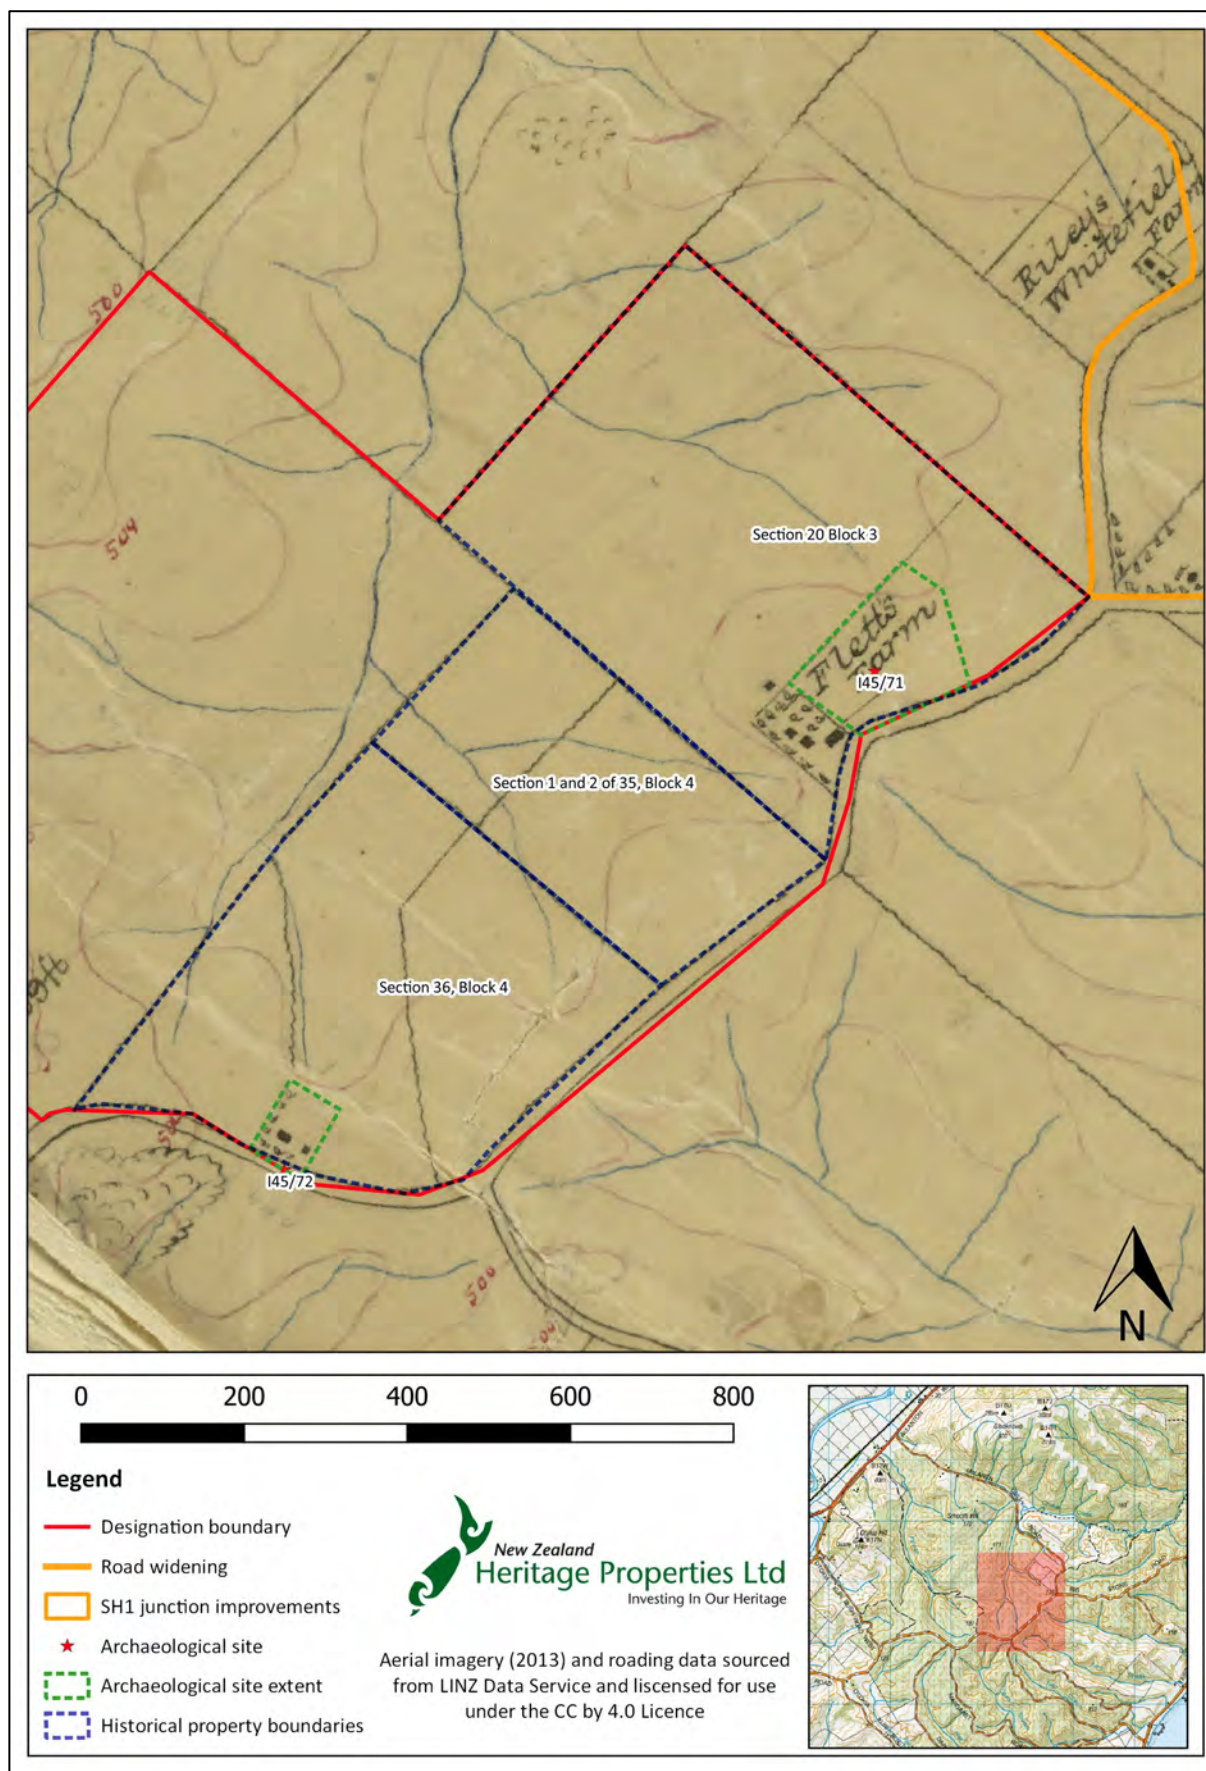 Riley's
Whitefield
Farm
500
504
Section 20 Block 3
Fletts
Farm
I45/71
Section 1 and 2 of 35, Block 4
Section 36, Block 4
I45/72
500
N
0 200 400 600 800
Legend
Designation boundary
Road widening
SH1 junction improvements
Archaeological site
Archaeological site extent
Historical property boundaries
New Zealand
Heritage Properties Ltd
Investing In Our Heritage
Aerial imagery (2013) and roading data sourced
from LINZ Data Service and liscensed for use
under the CC by 4.0 Licence